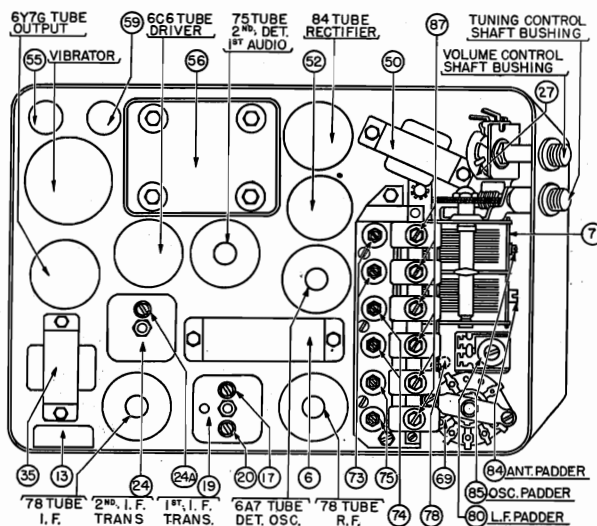 6Y7G TUBE
OUTPUT
59
6C6 TUBE
DRIVER
75 TUBE
2ND. DET.
1ST AUDIO
84 TUBE
RECTIFIER
87
TUNING CONTROL
SHAFT BUSHING
55 VIBRATOR
56
52
50
VOLUME CONTROL
SHAFT BUSHING
27
7
35
13
24
24A
19
20
17
6
73
75
74
78
69
84 ANT. PADDER
85 OSC. PADDER
80 L.F. PADDER
78 TUBE
I.F.
2ND. I.F.
TRANS
1ST. I.F.
TRANS.
6A7 TUBE
DET. OSC.
78 TUBE
R.F.